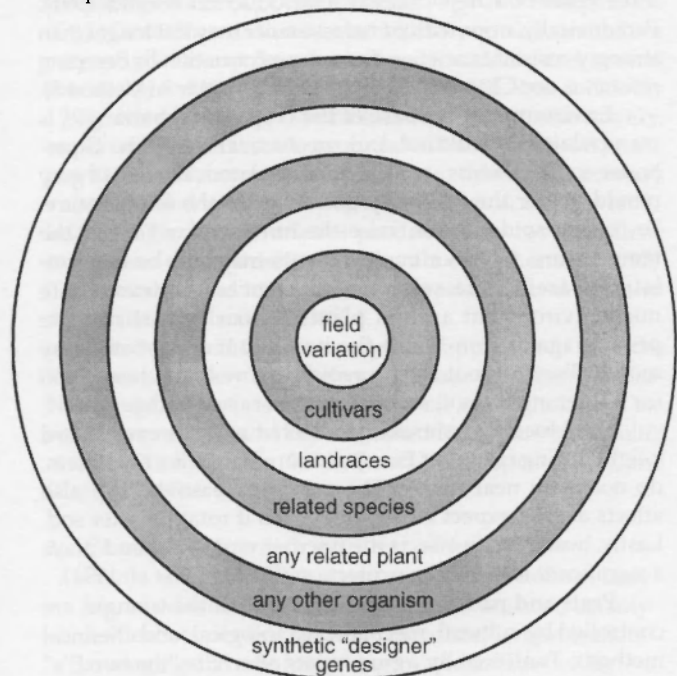 field
variation
cultivars
landraces
related species
any related plant
any other organism
synthetic "designer"
genes